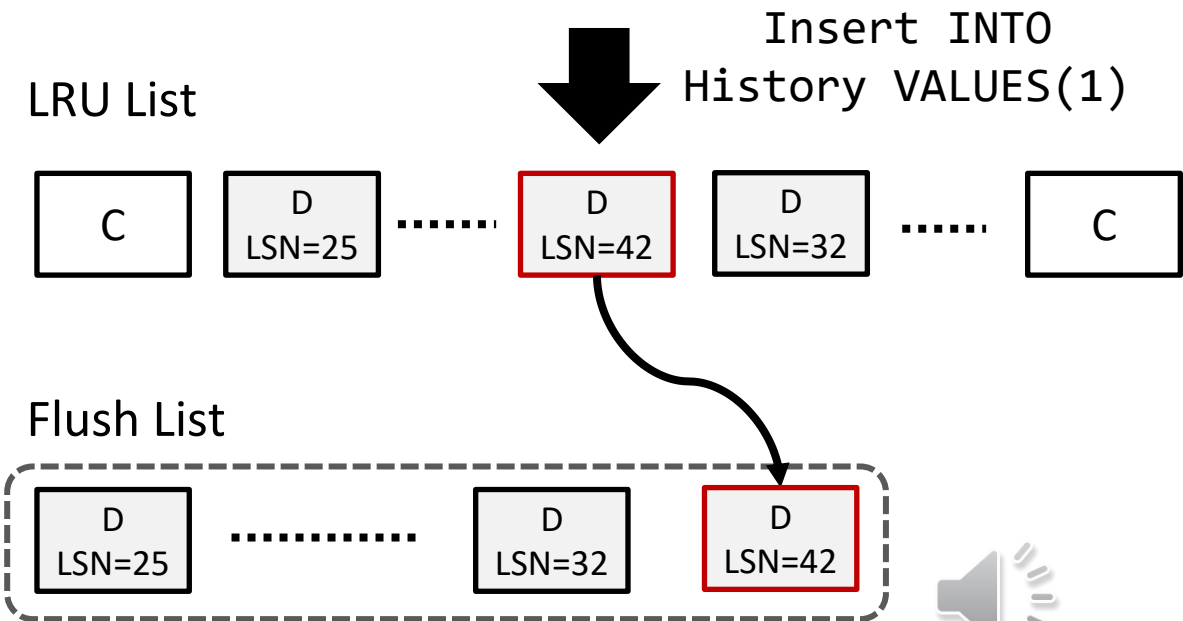 Insert INTO
History VALUES(1)
LRU List
C
D
LSN=25
D
LSN=42
D
LSN=32
C
Flush List
D
LSN=25
D
LSN=32
D
LSN=42